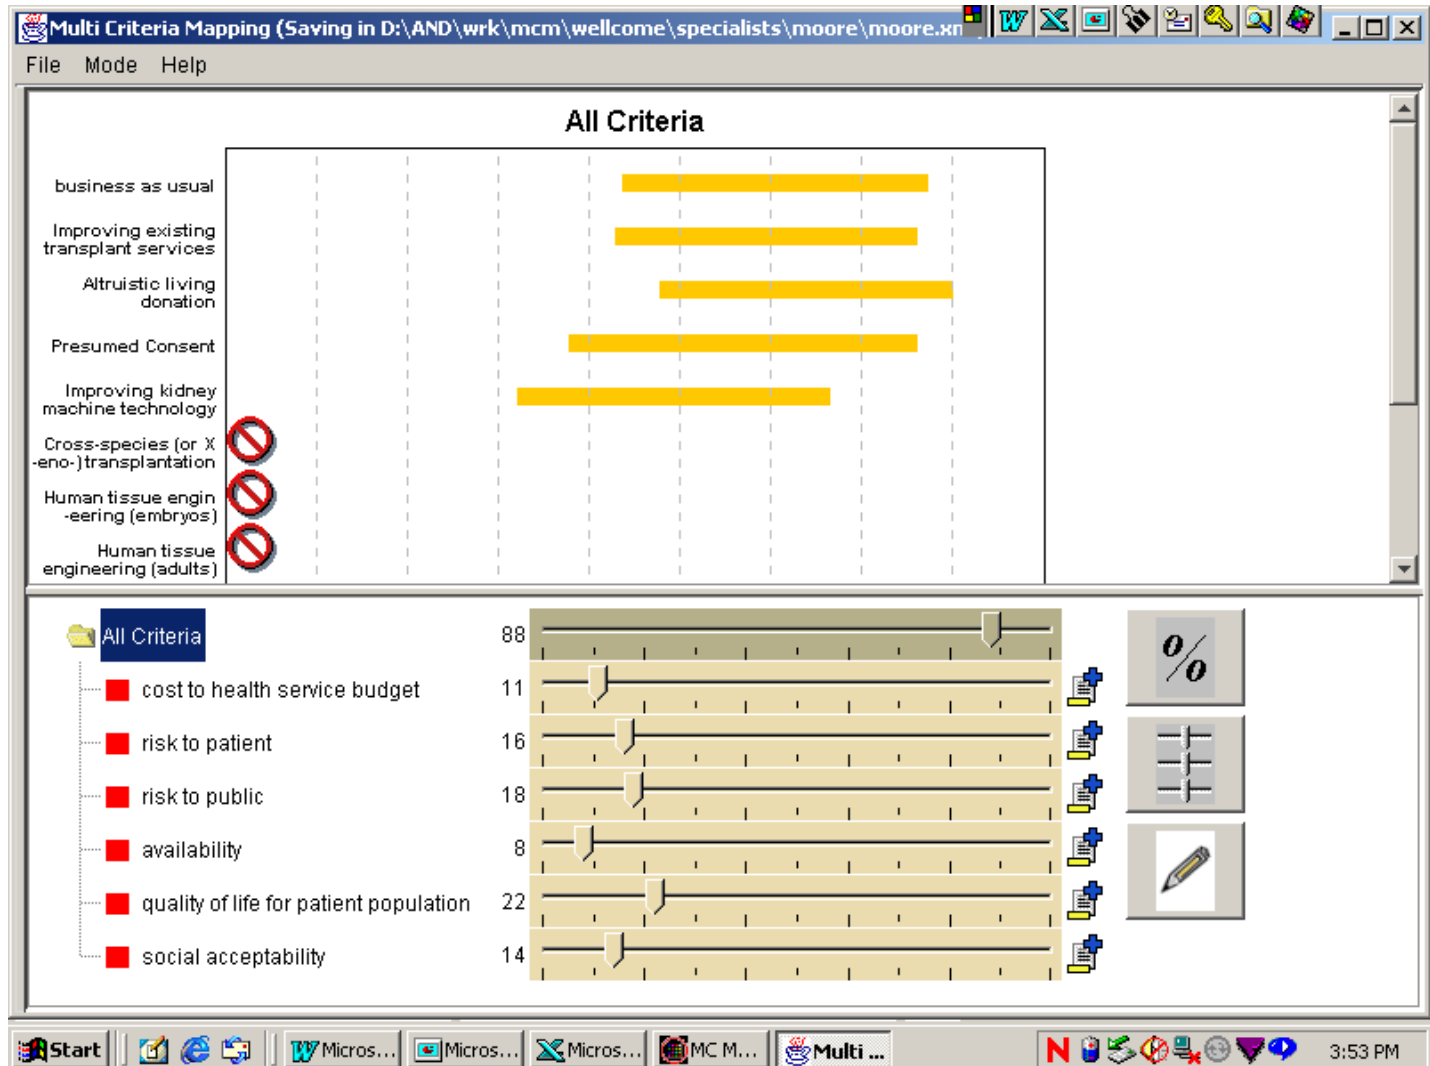 Multi Criteria Mapping (Saving in D:\AND\wrk\mcm\wellcome\specialists\moore\moore.xm
File Mode Help
All Criteria
business as usual
Improving existing
transplant services
Altruistic living
donation
Presumed Consent
Improving kidney
machine technology
Cross-species (or X
-eno-) transplantation
Human tissue engin
-eering (embryos)
Human tissue
engineering (adults)
All Criteria 88
cost to health service budget 11
risk to patient 16
risk to public 18
availability 8
quality of life for patient population 22
social acceptability 14
%
Start Micros... Micros... Micros... MC M... Multi ... N 3:53 PM